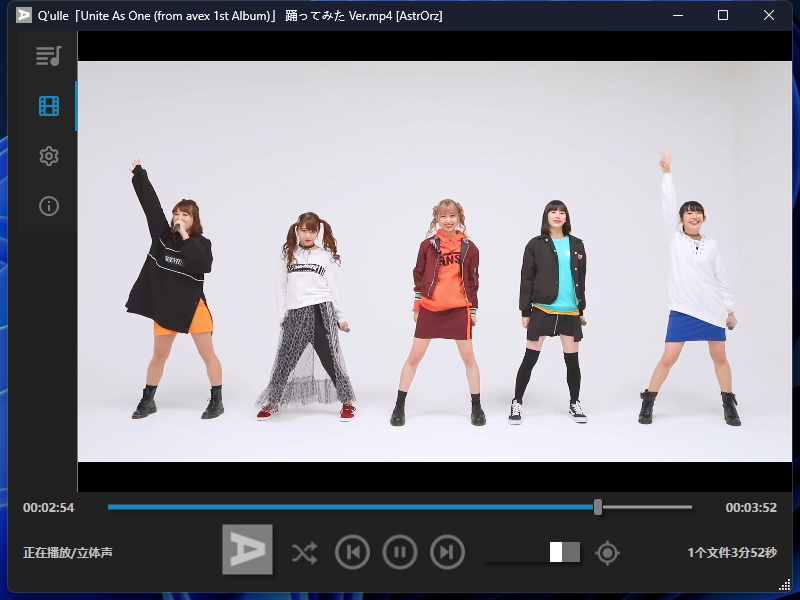 Q'ulle「Unite As One (from avex 1st Album)」 踊ってみた Ver.mp4 [AstrOrz]
00:02:54
00:03:52
正在播放/立体声
1个文件3分52秒